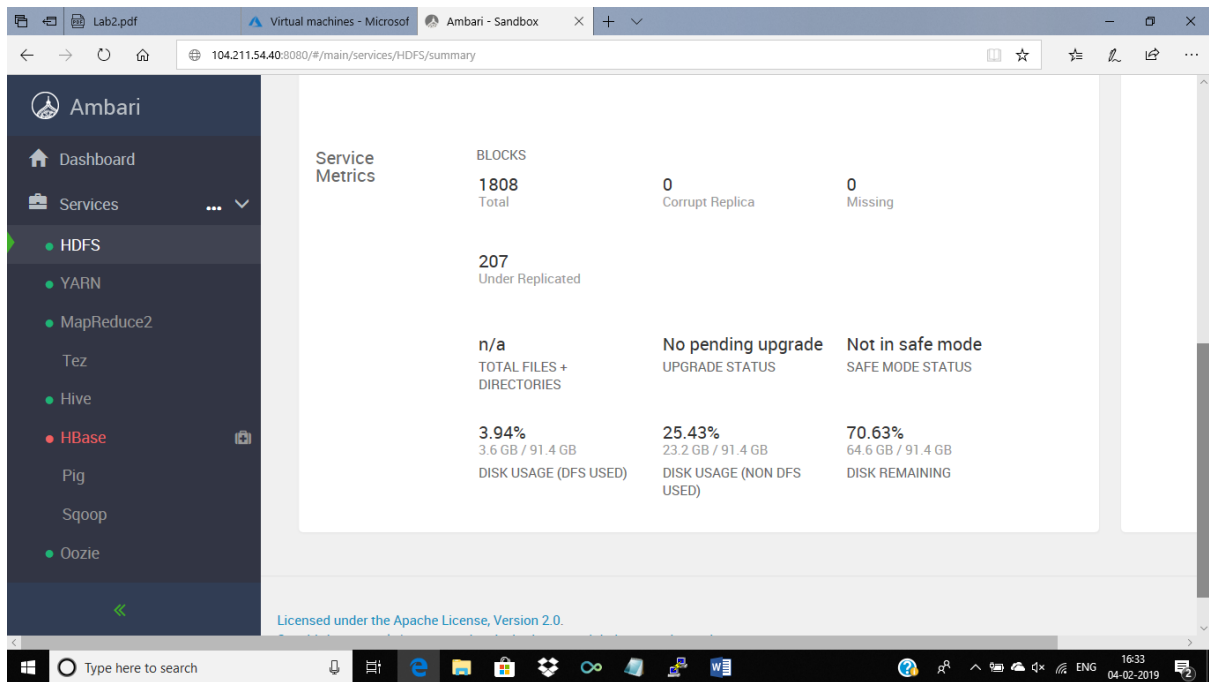 Lab2.pdf
Virtual machines - Microsof
Ambari - Sandbox
104.211.54.40:8080/#/main/services/HDFS/summary
Ambari
Dashboard
Services
...
HDFS
YARN
MapReduce2
Tez
Hive
HBase
Pig
Sqoop
Oozie
Service
Metrics
BLOCKS
1808
Total
0
Corrupt Replica
0
Missing
207
Under Replicated
n/a
TOTAL FILES +
DIRECTORIES
No pending upgrade
UPGRADE STATUS
Not in safe mode
SAFE MODE STATUS
3.94%
3.6 GB / 91.4 GB
DISK USAGE (DFS USED)
25.43%
23.2 GB / 91.4 GB
DISK USAGE (NON DFS
USED)
70.63%
64.6 GB / 91.4 GB
DISK REMAINING
Licensed under the Apache License, Version 2.0.
Type here to search
ENG
16:33
04-02-2019
2